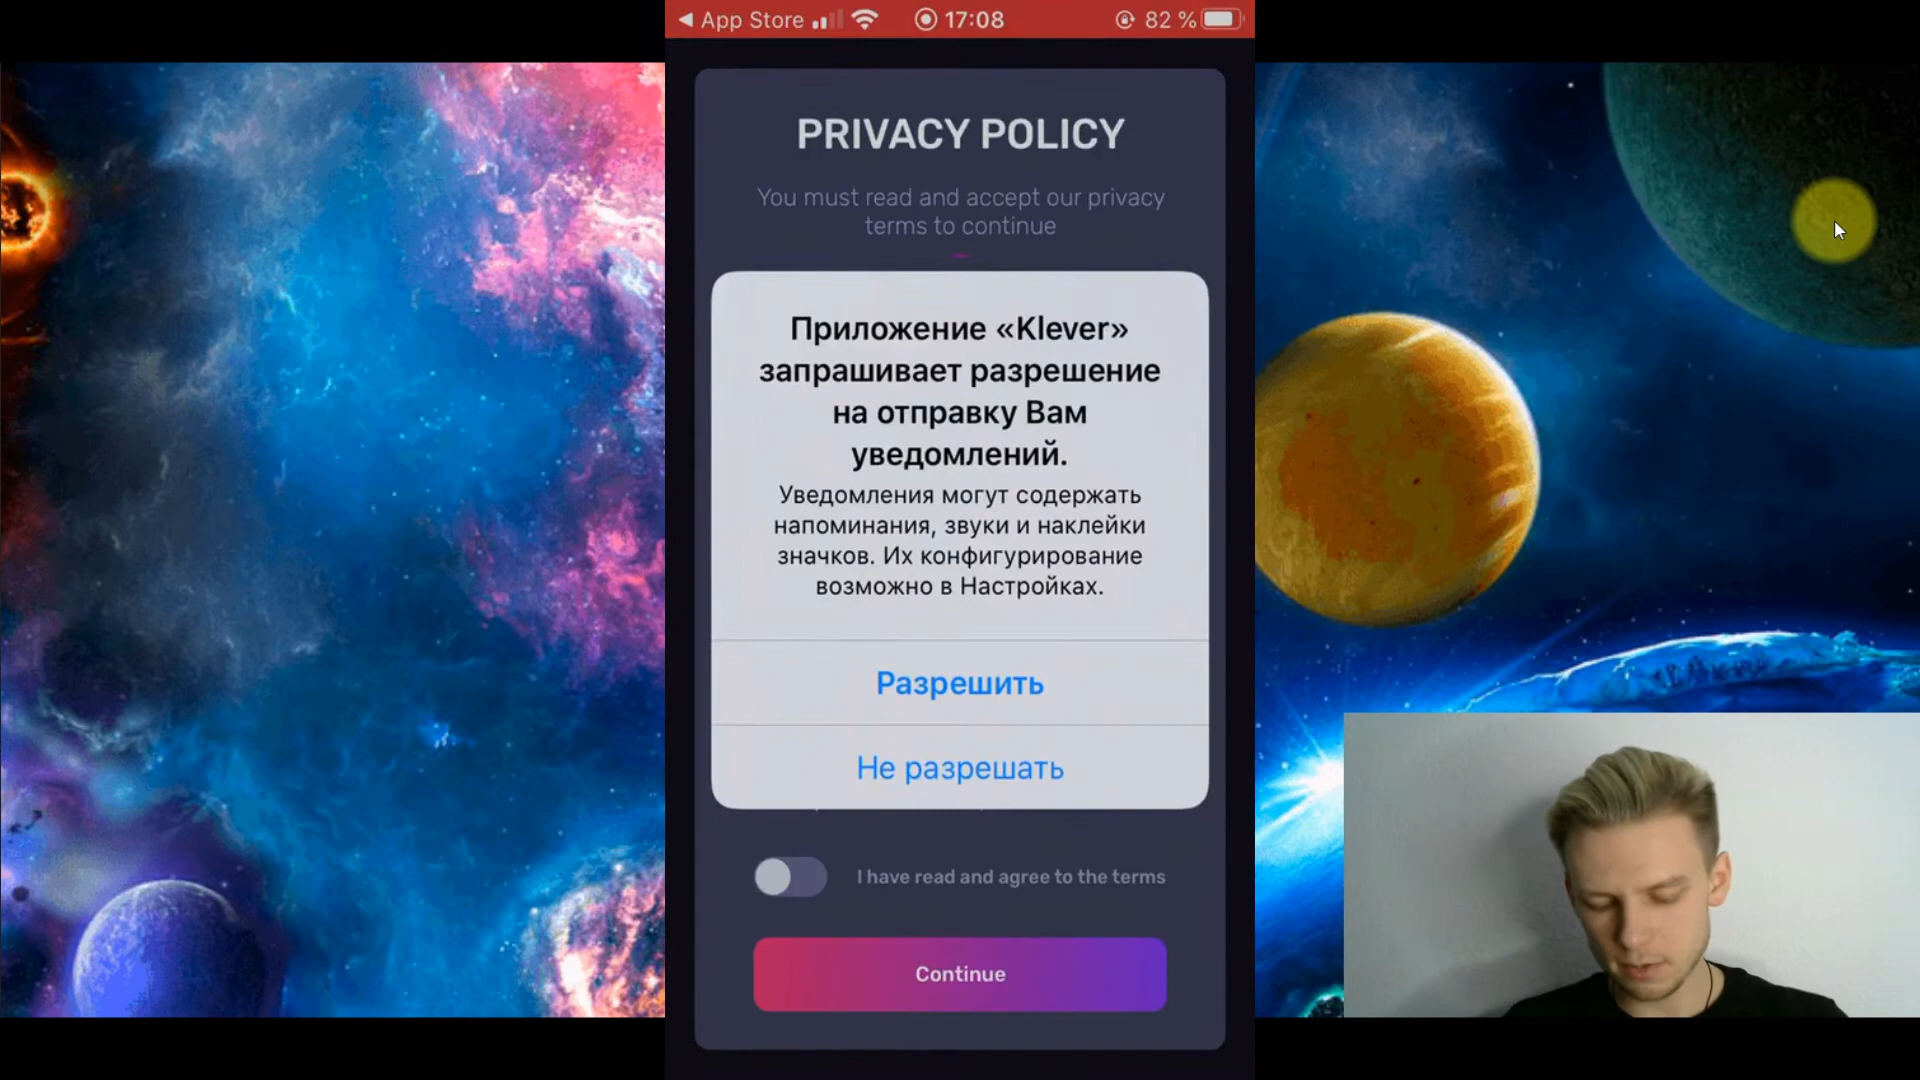 App Store 17:08 82 %
PRIVACY POLICY
You must read and accept our privacy
terms to continue
Приложение «Klever»
запрашивает разрешение
на отправку Вам
уведомлений.
Уведомления могут содержать
напоминания, звуки и наклейки
значков. Их конфигурирование
возможно в Настройках.
Разрешить
Не разрешать
I have read and agree to the terms
Continue